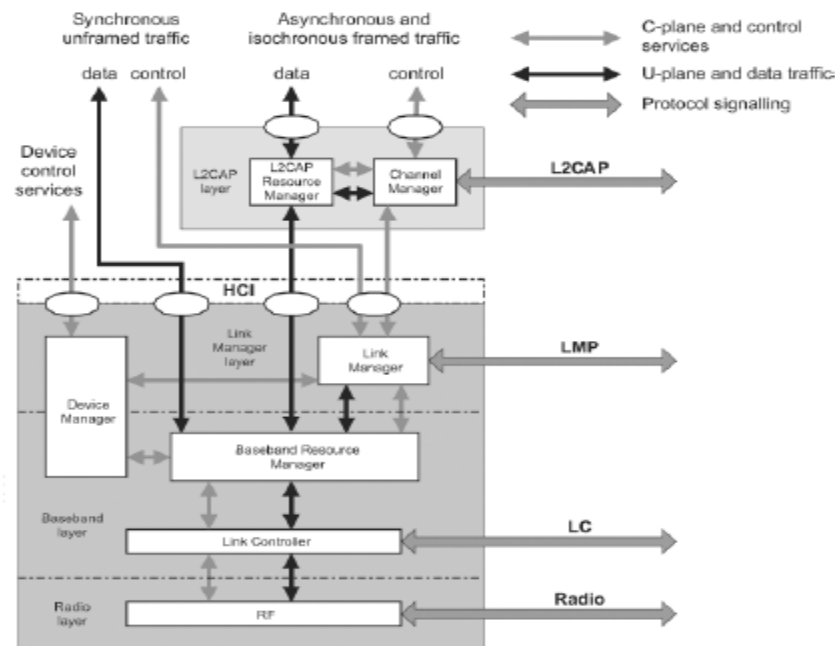 Synchronous
unframed traffic
data control
Asynchronous and
isochronous framed traffic
data control
C-plane and control
services
U-plane and data traffic
Protocol signalling
Device
control
services
L2CAP
layer
L2CAP
Resource
Manager
Channel
Manager
L2CAP
HCI
Link
Manager
layer
Link
Manager
LMP
Device
Manager
Baseband Resource
Manager
Baseband
layer
Link Controller
LC
Radio
layer
RF
Radio